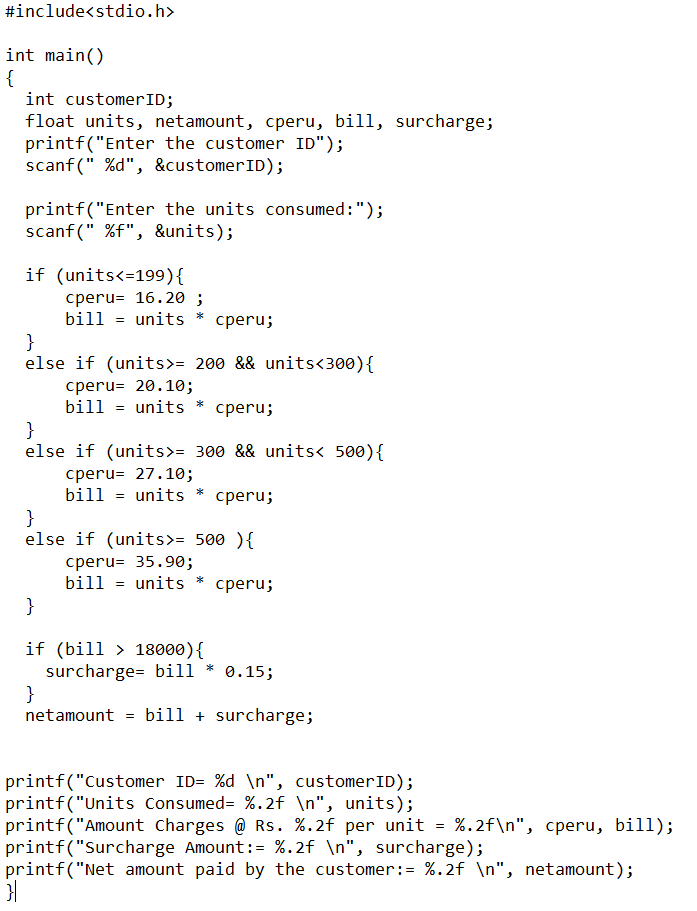 #include<stdio.h>
int main()
{
int customerID;
float units, netamount, cperu, bill, surcharge;
printf("Enter the customer ID");
scanf(" %d", &customerID);
printf("Enter the units consumed:");
scanf(" %f", &units);
if (units<=199){
cperu= 16.20 ;
bill = units * cperu;
}
else if (units>= 200 && units<300){
cperu= 20.10;
bill = units * cperu;
}
else if (units>= 300 && units< 500){
cperu= 27.10;
bill = units * cperu;
}
else if (units>= 500 ){
cperu= 35.90;
bill = units * cperu;
}
if (bill > 18000){
surcharge= bill * 0.15;
}
netamount = bill + surcharge;
printf("Customer ID= %d \n", customerID);
printf("Units Consumed= %.2f \n", units);
printf("Amount Charges @ Rs. %.2f per unit = %.2f\n", cperu, bill);
printf("Surcharge Amount:= %.2f \n", surcharge);
printf("Net amount paid by the customer:= %.2f \n", netamount);
}